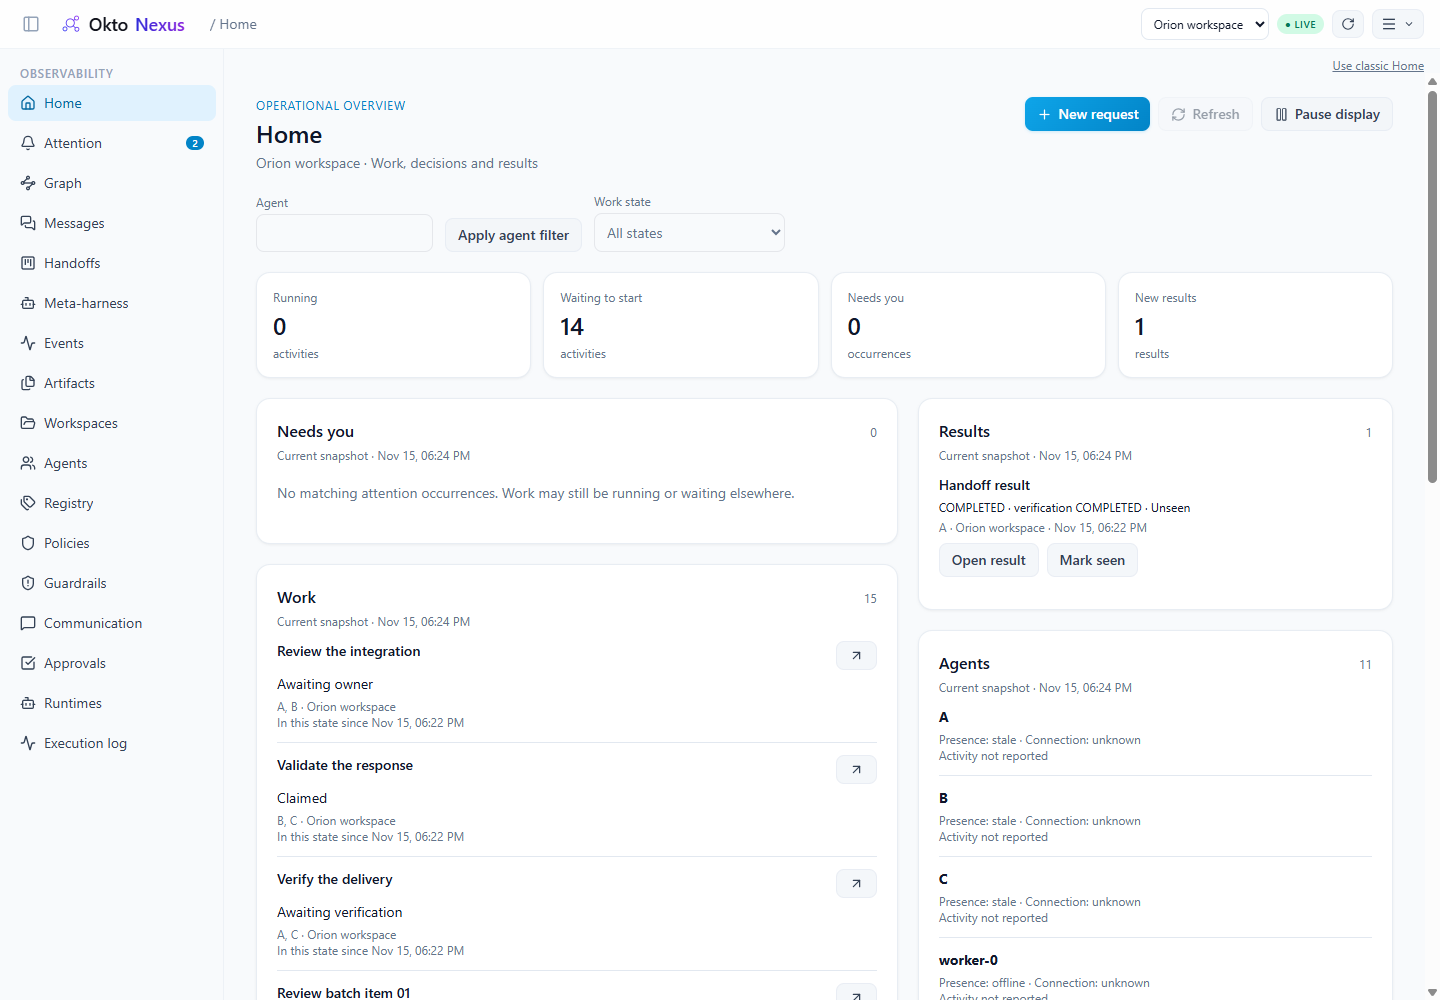 Okto Nexus
/ Home
Orion workspace
LIVE
Use classic Home
OBSERVABILITY
Home
Attention
2
Graph
Messages
Handoffs
Meta-harness
Events
Artifacts
Workspaces
Agents
Registry
Policies
Guardrails
Communication
Approvals
Runtimes
Execution log
OPERATIONAL OVERVIEW
Home
Orion workspace · Work, decisions and results
New request
Refresh
Pause display
Agent
Apply agent filter
Work state
All states
Running
0
activities
Waiting to start
14
activities
Needs you
0
occurrences
New results
1
results
Needs you
0
Current snapshot · Nov 15, 06:24 PM
No matching attention occurrences. Work may still be running or waiting elsewhere.
Work
15
Current snapshot · Nov 15, 06:24 PM
Review the integration
Awaiting owner
A, B · Orion workspace
In this state since Nov 15, 06:22 PM
Validate the response
Claimed
B, C · Orion workspace
In this state since Nov 15, 06:22 PM
Verify the delivery
Awaiting verification
A, C · Orion workspace
In this state since Nov 15, 06:22 PM
Review batch item 01
Results
1
Current snapshot · Nov 15, 06:24 PM
Handoff result
COMPLETED · verification COMPLETED · Unseen
A · Orion workspace · Nov 15, 06:22 PM
Open result
Mark seen
Agents
11
Current snapshot · Nov 15, 06:24 PM
A
Presence: stale · Connection: unknown
Activity not reported
B
Presence: stale · Connection: unknown
Activity not reported
C
Presence: stale · Connection: unknown
Activity not reported
worker-0
Presence: offline · Connection: unknown
Activity not reported